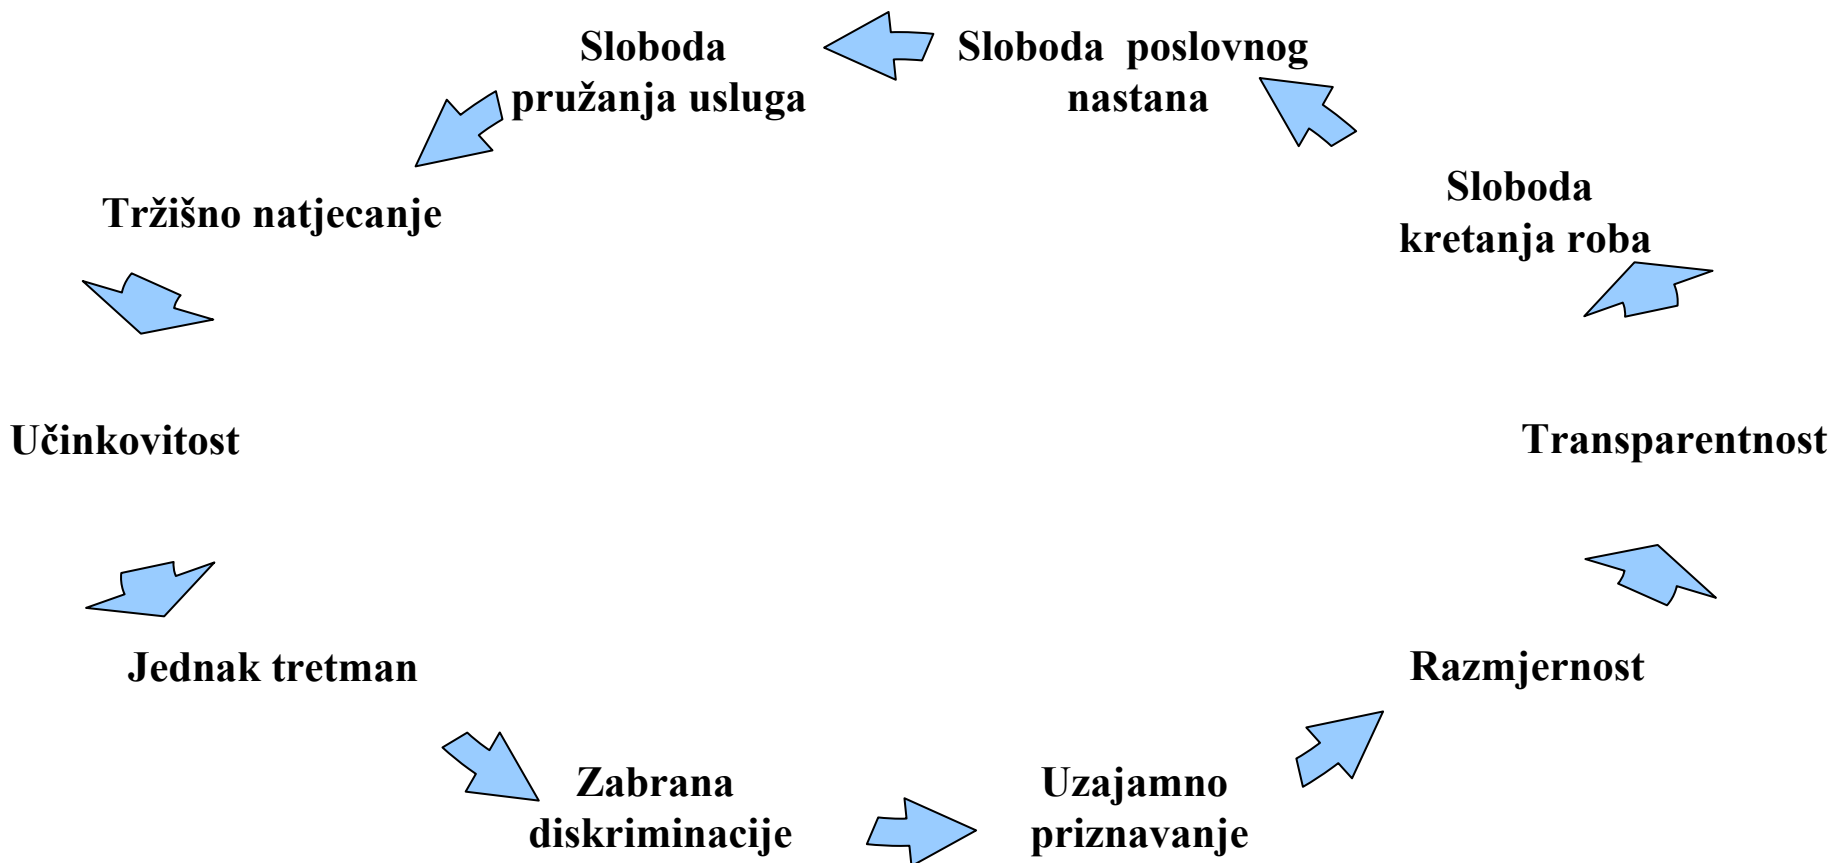 Sloboda
pružanja usluga
Sloboda poslovnog
nastana
Sloboda
kretanja roba
Tržišno natjecanje
Učinkovitost
Transparentnost
Jednak tretman
Razmjernost
Zabrana
diskriminacije
Uzajamno
priznavanje